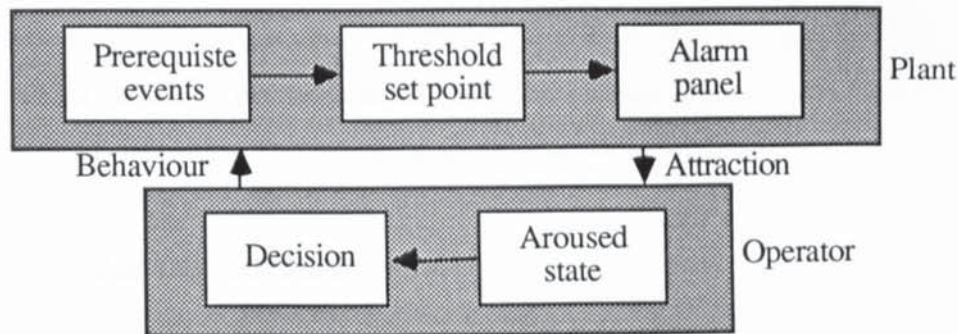 Prerequiste
events
Threshold
set point
Alarm
panel
Plant
Behaviour
Attraction
Decision
Aroused
state
Operator